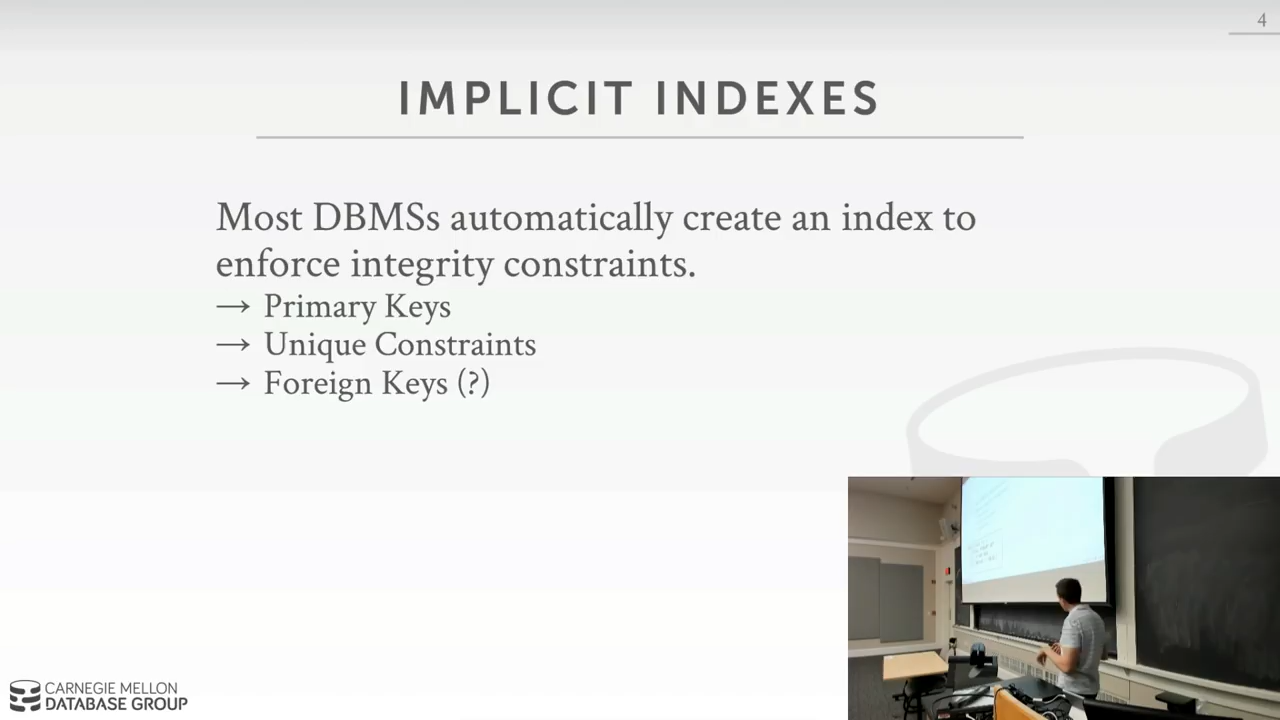 4
IMPLICIT INDEXES
Most DBMSs automatically create an index to
enforce integrity constraints.
→ Primary Keys
→ Unique Constraints
→ Foreign Keys (?)
CARNEGIE MELLON
DATABASE GROUP